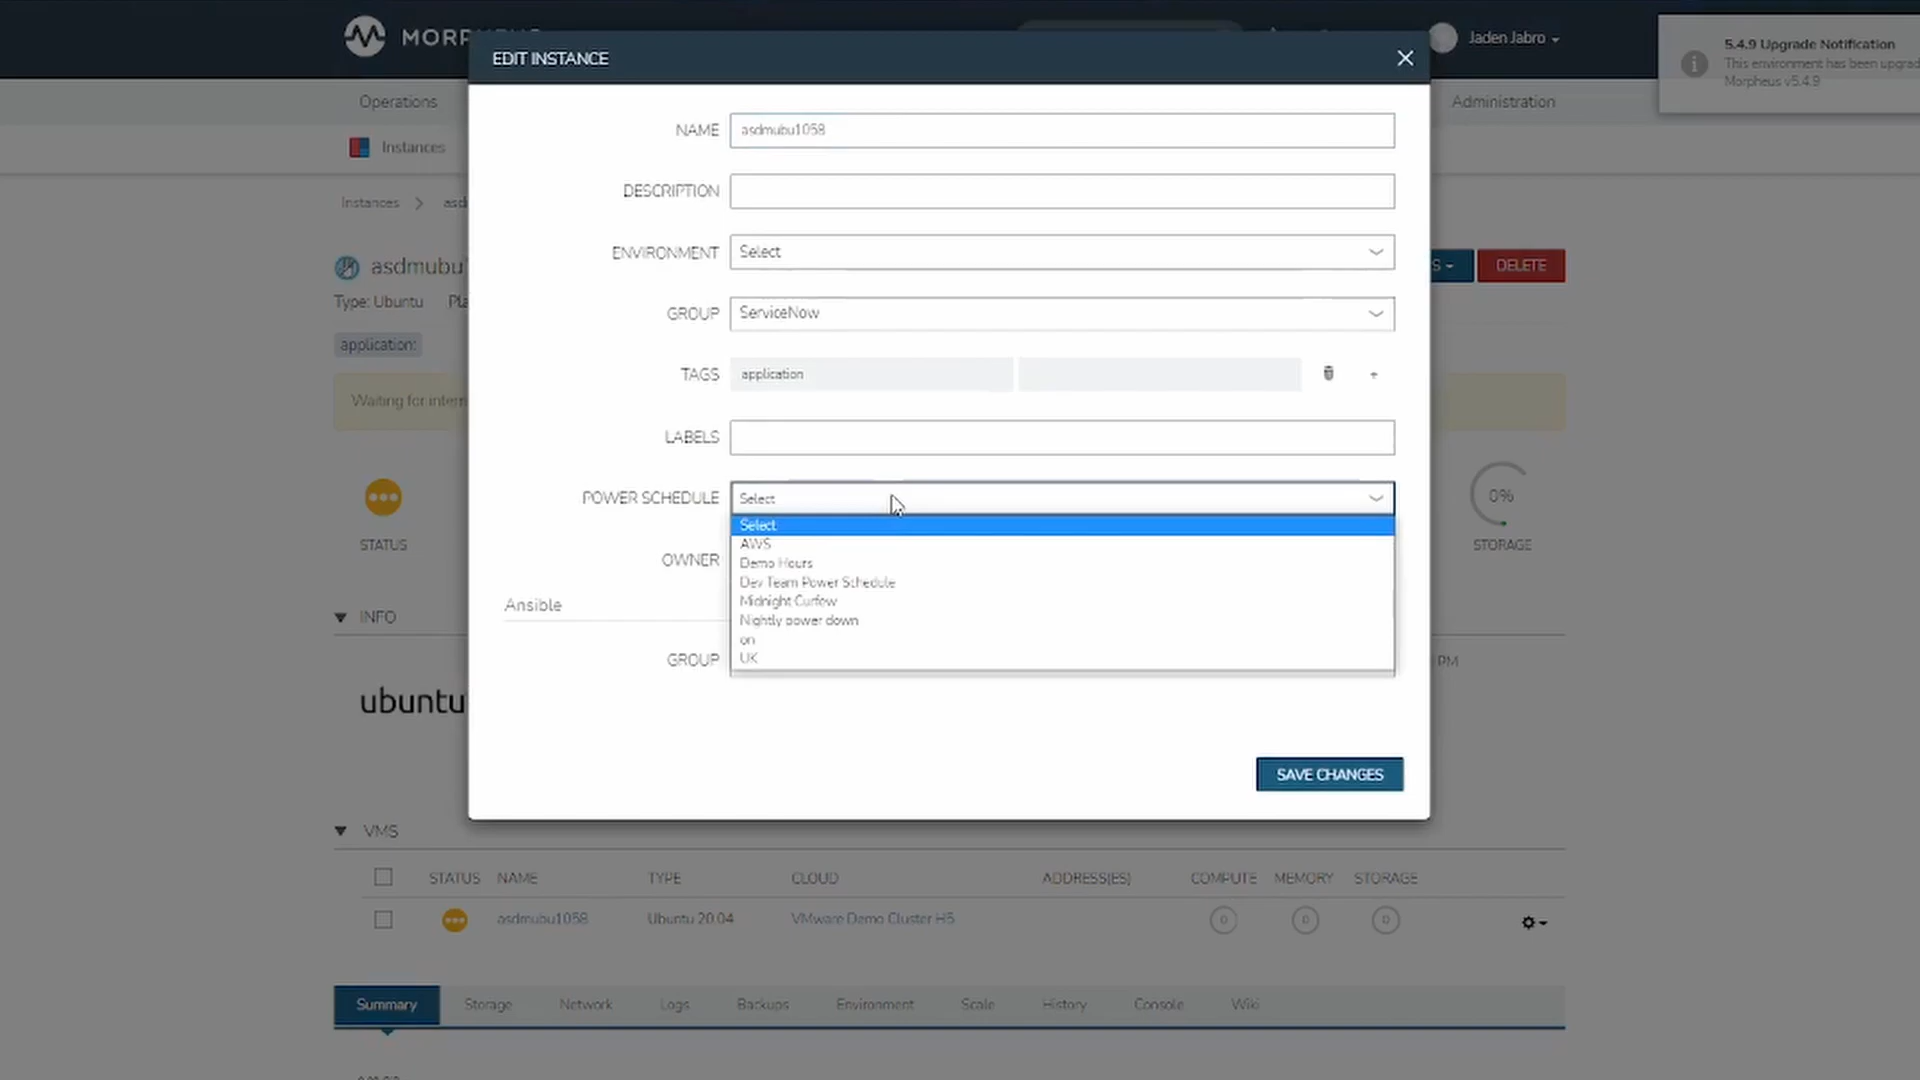 MORPHEUS
Jaden Jabro
5.4.9 Upgrade Notification
This environment has been upgrad
Morpheus v5.4.9
EDIT INSTANCE
Operations
Administration
Instances
Instances
asd
NAME
asdmubu1058
DESCRIPTION
ENVIRONMENT
Select
asdmubu
S
DELETE
Type: Ubuntu
Pla
GROUP
ServiceNow
application:
TAGS
application
Waiting for intern
LABELS
POWER SCHEDULE
Select
Select
AWS
Demo Hours
Dev Team Power Schedule
Midnight Curfew
Nightly power down
on
UK
0%
STATUS
STORAGE
OWNER
Ansible
INFO
GROUP
PM
ubuntu
SAVE CHANGES
VMS
STATUS NAME TYPE CLOUD ADDRESS(ES) COMPUTE MEMORY STORAGE
asdmubu1058 Ubuntu 20.04 VMware Demo Cluster H5 0 0 0
Summary Storage Network Logs Backups Environment Scale History Console Wiki